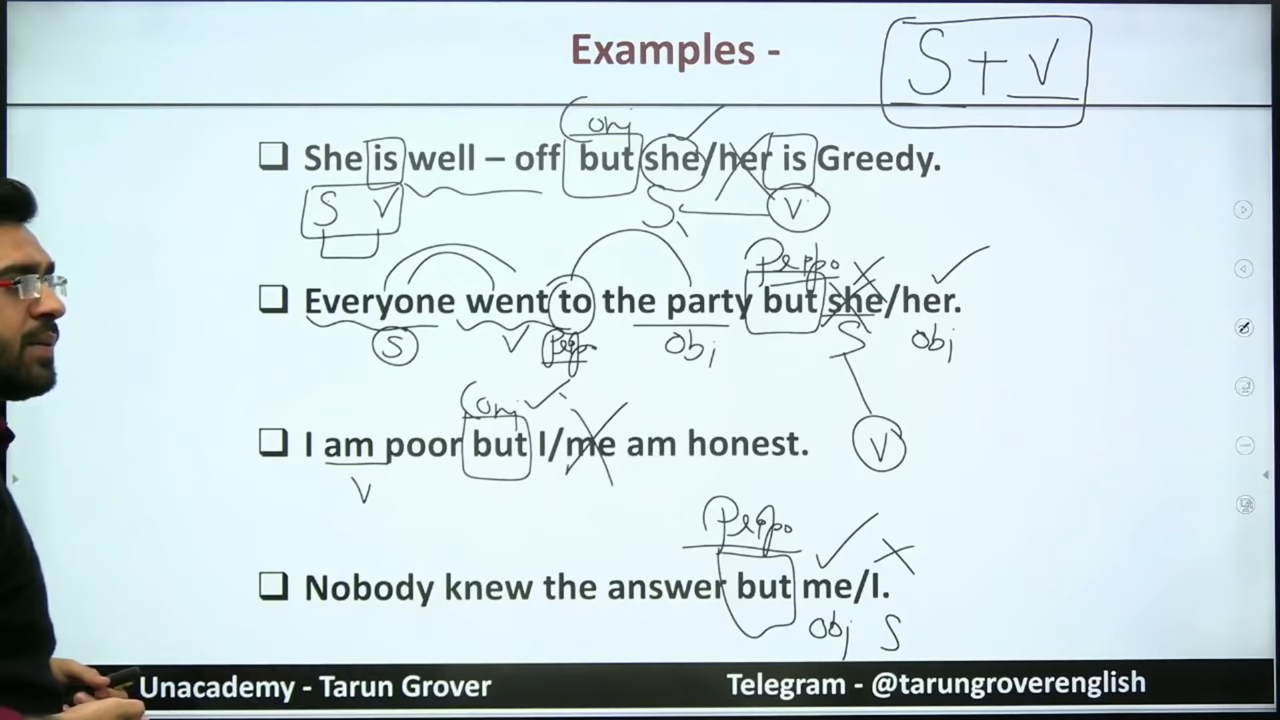 Examples -
S + V
Conj
She is well – off but she/her is Greedy.
S V S V
Prepo
Everyone went to the party but she/her.
S V Prep Obj S Obj
Conj
I am poor but I/me am honest.
V V
Prepo
Nobody knew the answer but me/I.
Obj S
Unacademy - Tarun Grover
Telegram - @tarungroverenglish